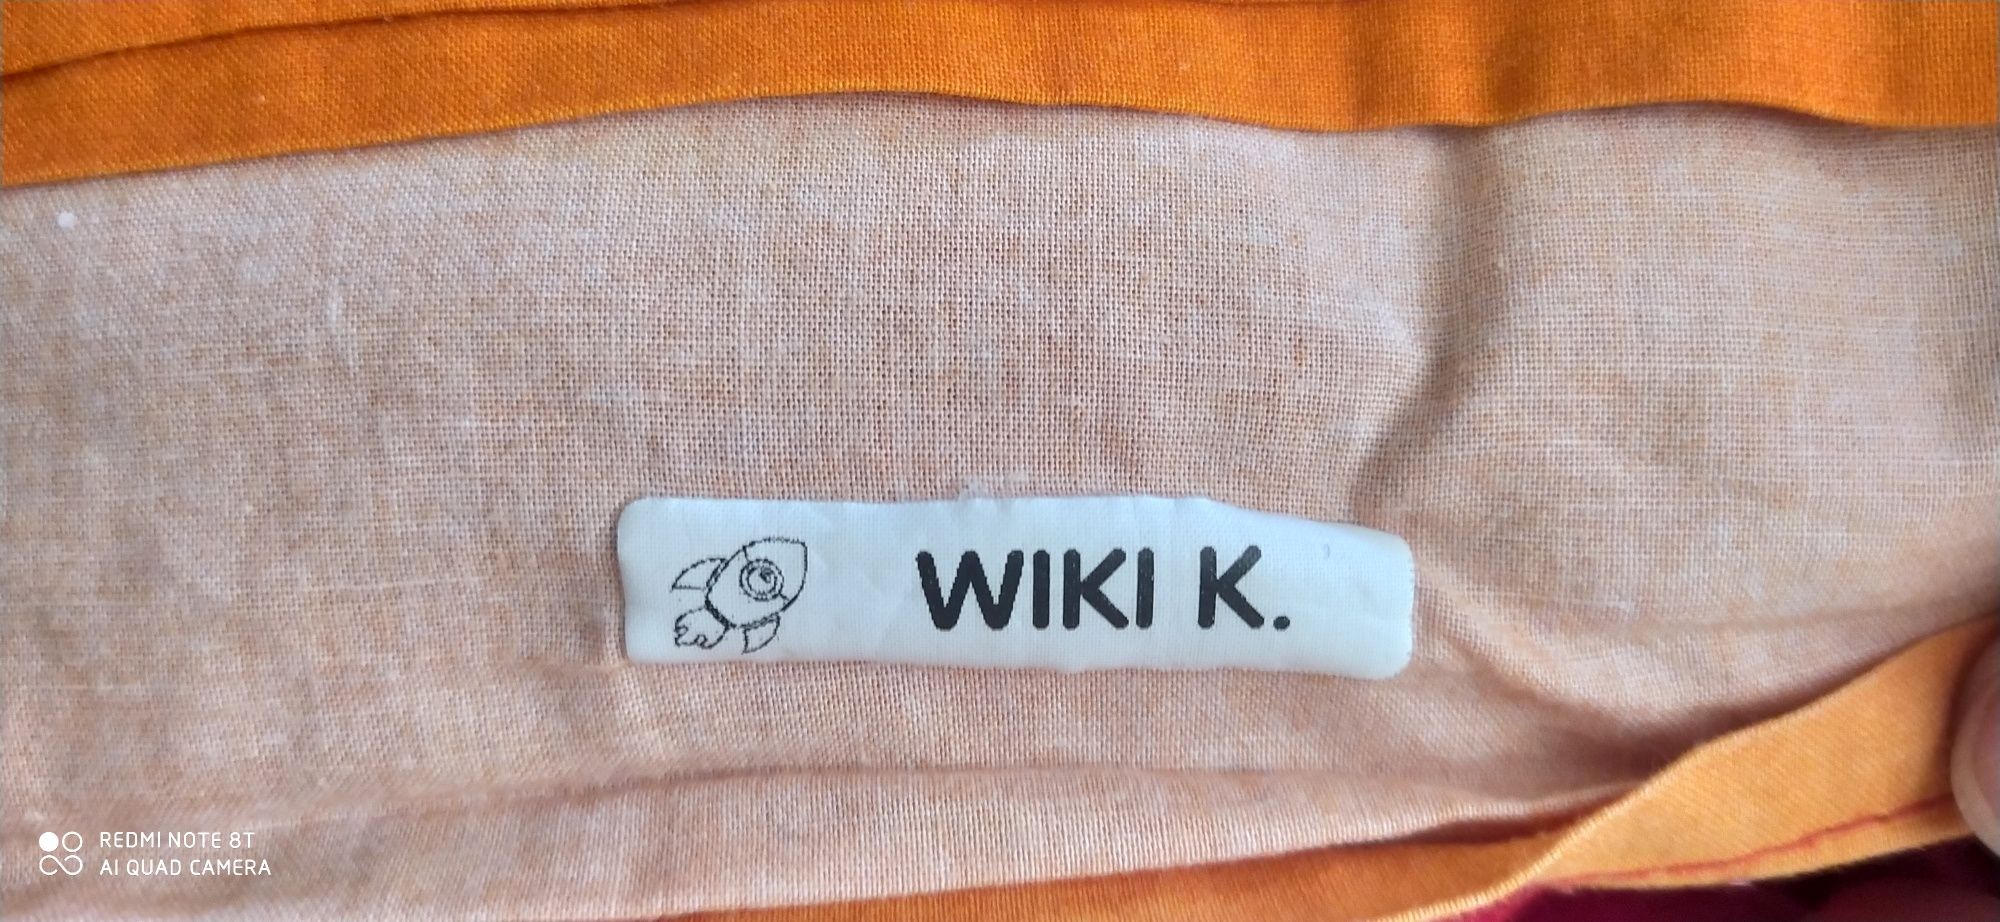 WIKI K.
REDMI NOTE 8T
AI QUAD CAMERA